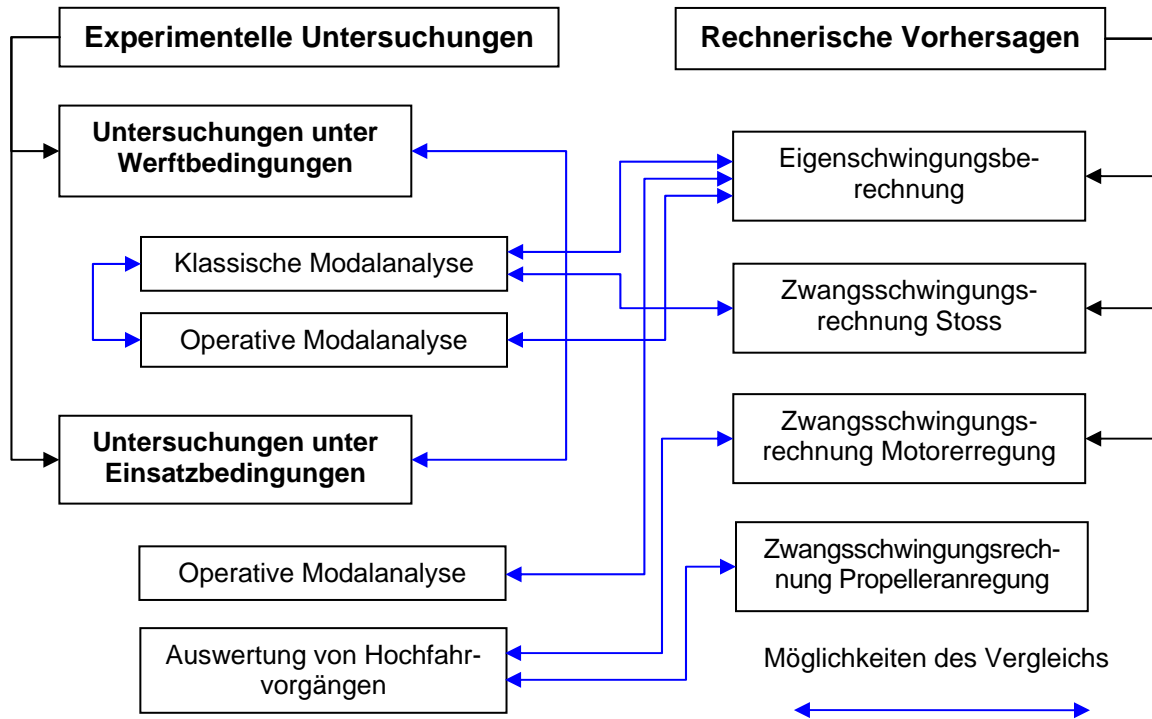 Experimentelle Untersuchungen
Rechnerische Vorhersagen
Untersuchungen unter
Werftbedingungen
Klassische Modalanalyse
Operative Modalanalyse
Untersuchungen unter
Einsatzbedingungen
Operative Modalanalyse
Auswertung von Hochfahr-
vorgängen
Eigenschwingungsbe-
rechnung
Zwangsschwingungs-
rechnung Stoss
Zwangsschwingungs-
rechnung Motorerregung
Zwangsschwingungsrech-
nung Propelleranregung
Möglichkeiten des Vergleichs